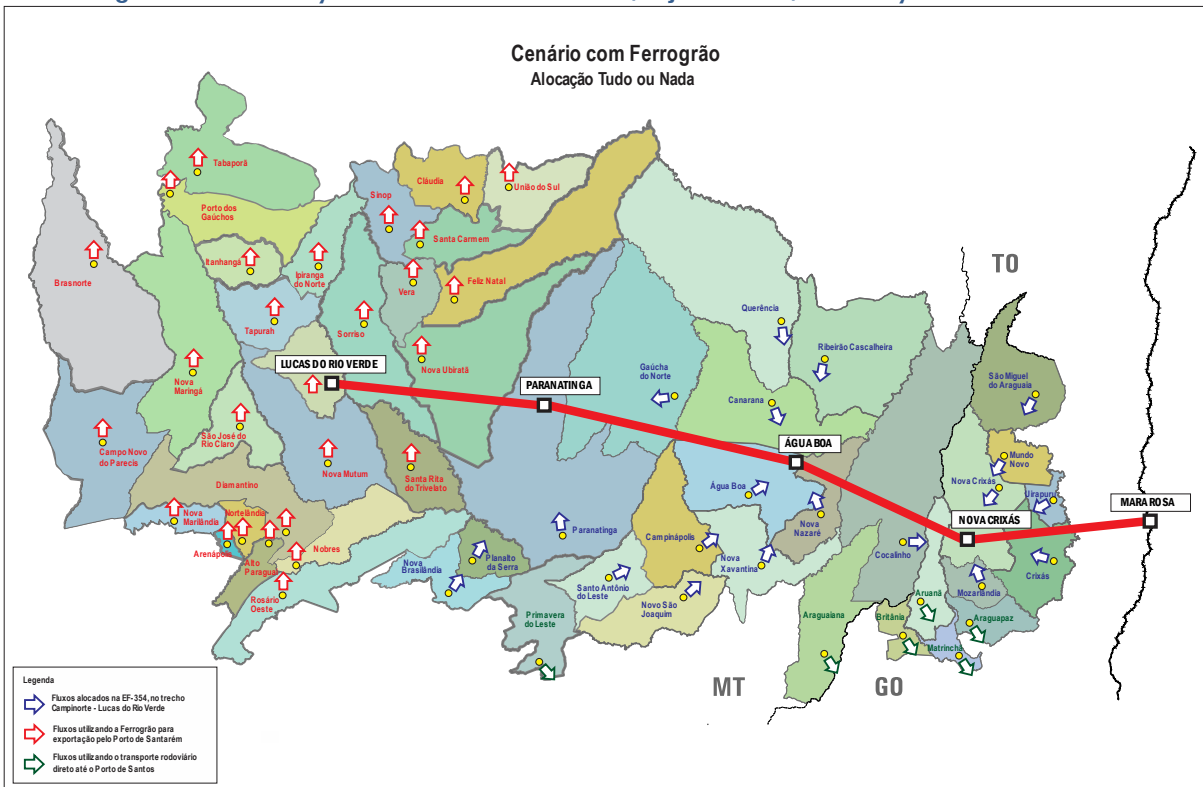 Cenário com Ferrogrão
Alocação Tudo ou Nada
Tabaporã
Cláudia
União do Sul
Sinop
Porto dos
Gaúchos
Santa Carmem
Itanhangá
Ipiranga
do Norte
Vera
Feliz Natal
Brasnorte
TO
Querência
Tapurah
Sorriso
Ribeirão Cascalheira
LUCAS DO RIO VERDE
Nova Ubiratã
PARANATINGA
Gaúcha
do Norte
Nova
Maringá
São Miguel
do Araguaia
Canarana
São José do
Rio Claro
ÁGUA BOA
Campo Novo
do Parecis
Nova Mutum
Santa Rita
do Trivelato
Mundo
Novo
Nova Crixás
Diamantino
Água Boa
Uirapuru
MARA ROSA
Nova
Marilândia
Nortelândia
Nova
Nazaré
NOVA CRIXÁS
Arenápolis
Paranatinga
Campinápolis
Nobres
Alto
Paraguai
Nova
Brasilândia
Planalto
da Serra
Nova
Xavantina
Cocalinho
Crixás
Rosário
Oeste
Santo Antônio
do Leste
Mozarlândia
Novo São
Joaquim
Aruanã
Primavera
do Leste
Araguaiana
Britânia
Araguapaz
Matrinchã
MT
GO
Legenda
Fluxos alocados na EF-354, no trecho
Campinorte - Lucas do Rio Verde
Fluxos utilizando a Ferrogrão para
exportação pelo Porto de Santarém
Fluxos utilizando o transporte rodoviário
direto até o Porto de Santos